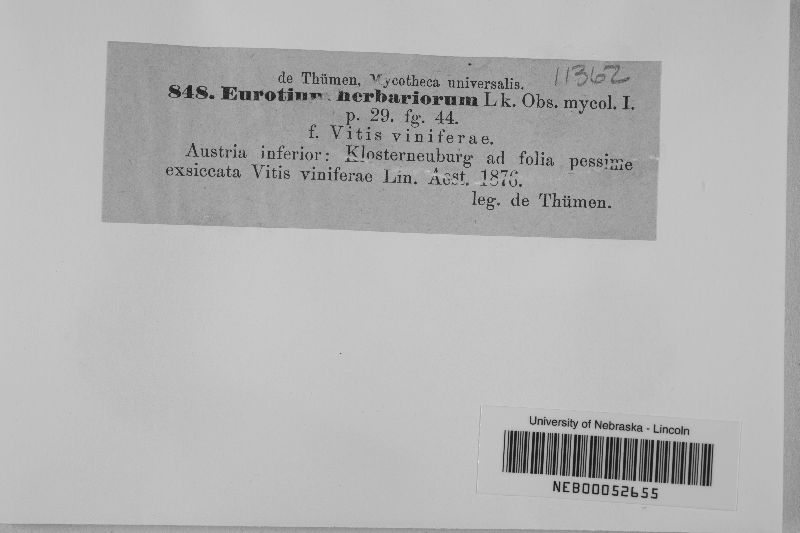 de Thümen, Mycotheca universalis. 11362
848. Eurotium herbariorum Lk. Obs. mycol. I.
p. 29. fg. 44.
f. Vitis viniferae.
Austria inferior: Klosterneuburg ad folia pessime
exsiccata Vitis viniferae Lin. Aest. 1876.
leg. de Thümen.
University of Nebraska - Lincoln
NEB00052655